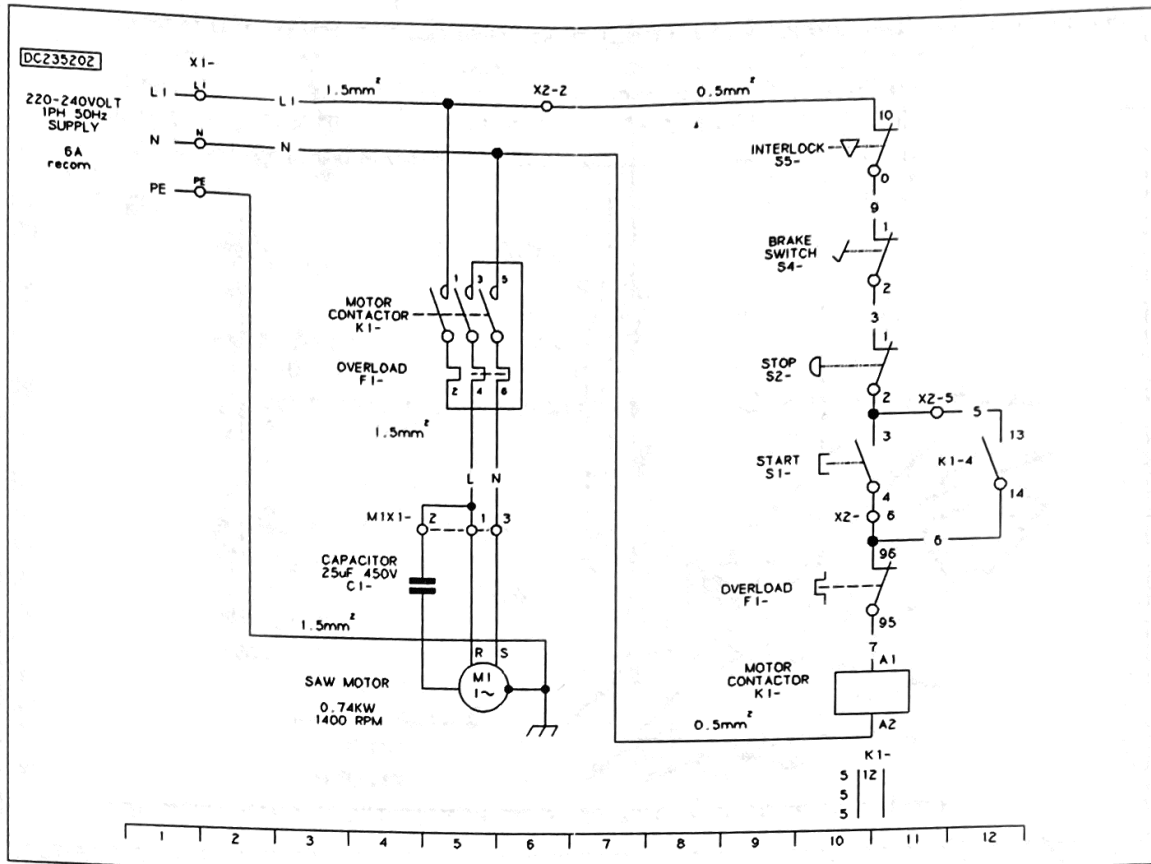 DC235202
X1-
L1
L1
L1
1.5mm²
X2-2
0.5mm²
220-240VOLT
1PH 50Hz
SUPPLY
6A
recom
N
N
N
PE
PE
10
INTERLOCK
S5-
0
9
1
BRAKE
SWITCH
S4-
2
3
1
STOP
S2-
2
X2-5
5
3
13
START
S1-
K1-4
4
14
X2-
6
6
96
OVERLOAD
F1-
95
7
A1
MOTOR
CONTACTOR
K1-
A2
0.5mm²
K1-
5
12
5
5
1
3
5
MOTOR
CONTACTOR
K1-
OVERLOAD
F1-
2
4
6
1.5mm²
L
N
M1X1-
2
1
3
CAPACITOR
25uF 450V
C1-
1.5mm²
R
S
M1
1~
SAW MOTOR
0.74KW
1400 RPM
1 2 3 4 5 6 7 8 9 10 11 12